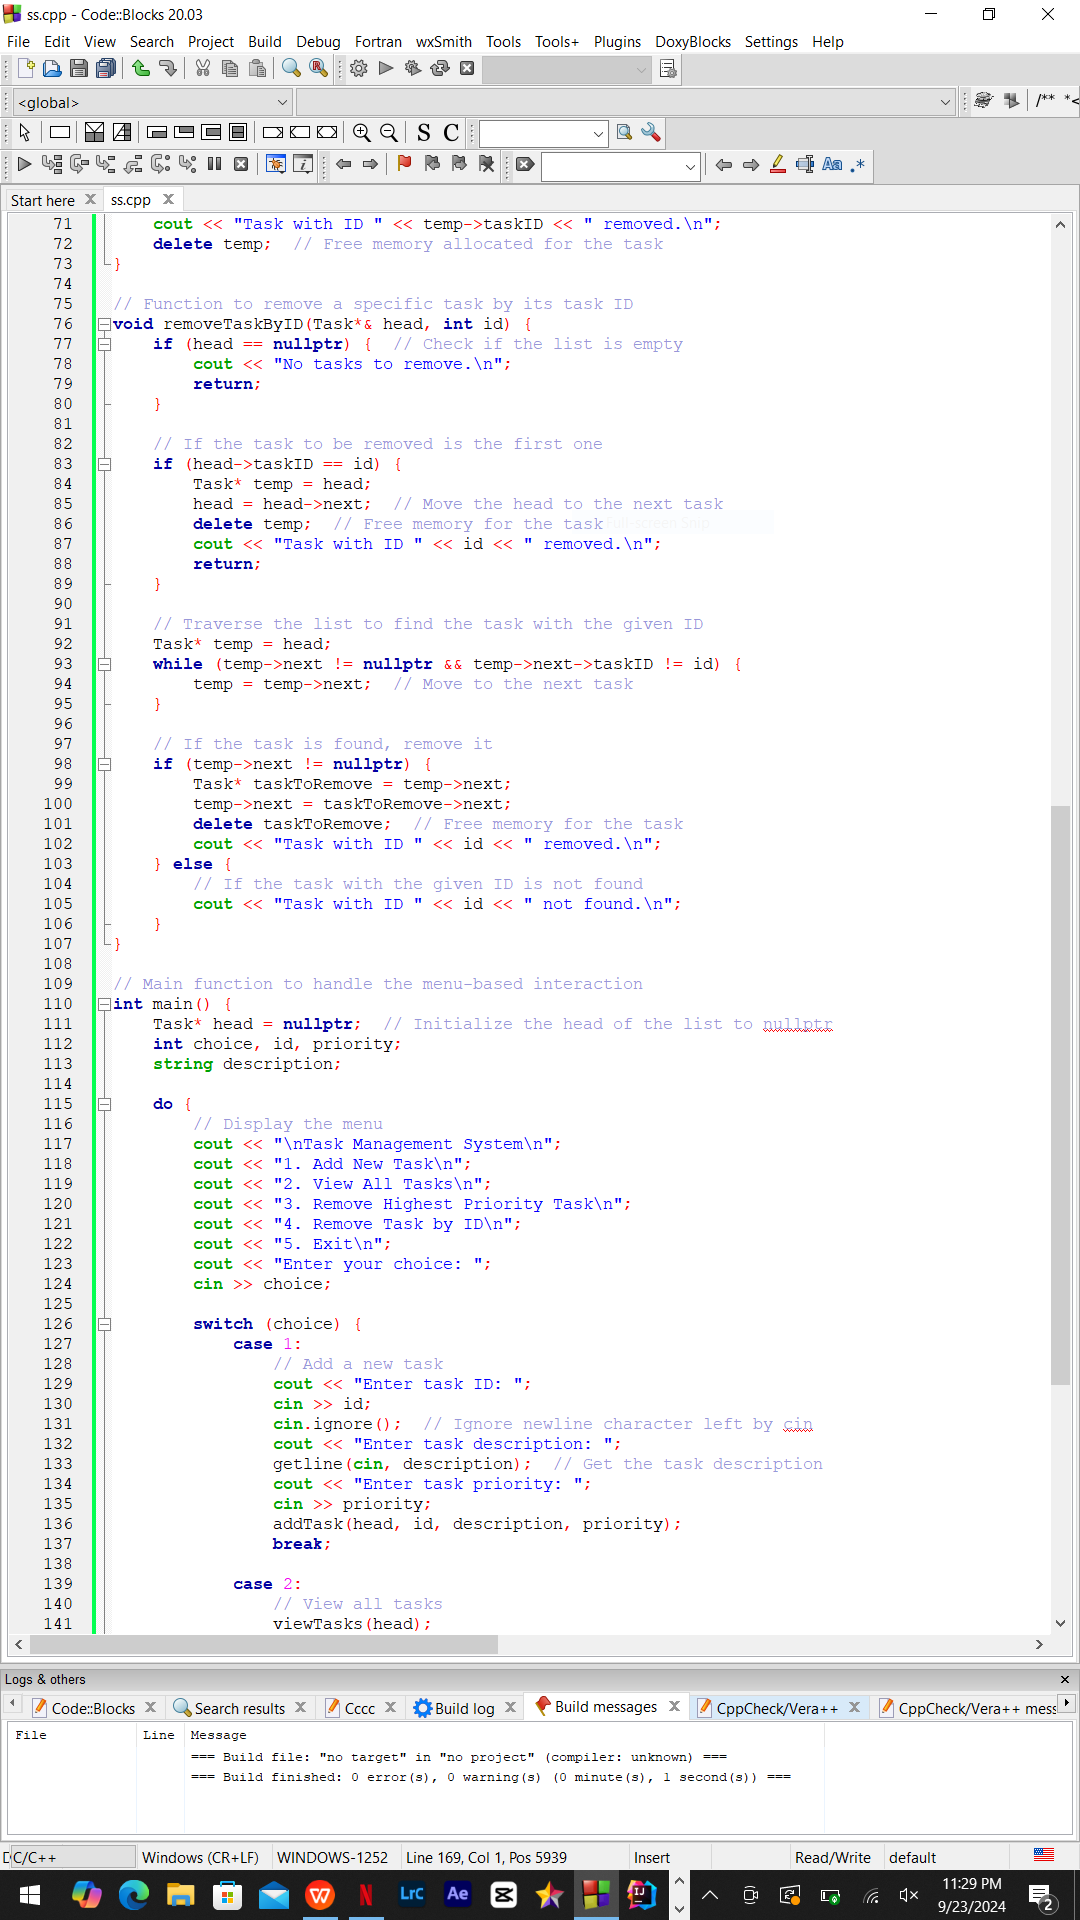 ss.cpp - Code::Blocks 20.03
File Edit View Search Project Build Debug Fortran wxSmith Tools Tools+ Plugins DoxyBlocks Settings Help
<global>
/** *<
S C
Aa .*
Start here X ss.cpp X
71 cout << "Task with ID " << temp->taskID << " removed.\n";
72 delete temp; // Free memory allocated for the task
73 }
74
75 // Function to remove a specific task by its task ID
76 void removeTaskByID(Task*& head, int id) {
77 if (head == nullptr) { // Check if the list is empty
78 cout << "No tasks to remove.\n";
79 return;
80 }
81
82 // If the task to be removed is the first one
83 if (head->taskID == id) {
84 Task* temp = head;
85 head = head->next; // Move the head to the next task
86 delete temp; // Free memory for the task
87 cout << "Task with ID " << id << " removed.\n";
88 return;
89 }
90
91 // Traverse the list to find the task with the given ID
92 Task* temp = head;
93 while (temp->next != nullptr && temp->next->taskID != id) {
94 temp = temp->next; // Move to the next task
95 }
96
97 // If the task is found, remove it
98 if (temp->next != nullptr) {
99 Task* taskToRemove = temp->next;
100 temp->next = taskToRemove->next;
101 delete taskToRemove; // Free memory for the task
102 cout << "Task with ID " << id << " removed.\n";
103 } else {
104 // If the task with the given ID is not found
105 cout << "Task with ID " << id << " not found.\n";
106 }
107 }
108
109 // Main function to handle the menu-based interaction
110 int main() {
111 Task* head = nullptr; // Initialize the head of the list to nullptr
112 int choice, id, priority;
113 string description;
114
115 do {
116 // Display the menu
117 cout << "\nTask Management System\n";
118 cout << "1. Add New Task\n";
119 cout << "2. View All Tasks\n";
120 cout << "3. Remove Highest Priority Task\n";
121 cout << "4. Remove Task by ID\n";
122 cout << "5. Exit\n";
123 cout << "Enter your choice: ";
124 cin >> choice;
125
126 switch (choice) {
127 case 1:
128 // Add a new task
129 cout << "Enter task ID: ";
130 cin >> id;
131 cin.ignore(); // Ignore newline character left by cin
132 cout << "Enter task description: ";
133 getline(cin, description); // Get the task description
134 cout << "Enter task priority: ";
135 cin >> priority;
136 addTask(head, id, description, priority);
137 break;
138
139 case 2:
140 // View all tasks
141 viewTasks(head);
Logs & others
Code::Blocks X Search results X Cccc X Build log X Build messages X CppCheck/Vera++ X CppCheck/Vera++ mess
File Line Message
=== Build file: "no target" in "no project" (compiler: unknown) ===
=== Build finished: 0 error(s), 0 warning(s) (0 minute(s), 1 second(s)) ===
C/C++ Windows (CR+LF) WINDOWS-1252 Line 169, Col 1, Pos 5939 Insert Read/Write default
N LrC Ae IJ 11:29 PM
9/23/2024 2